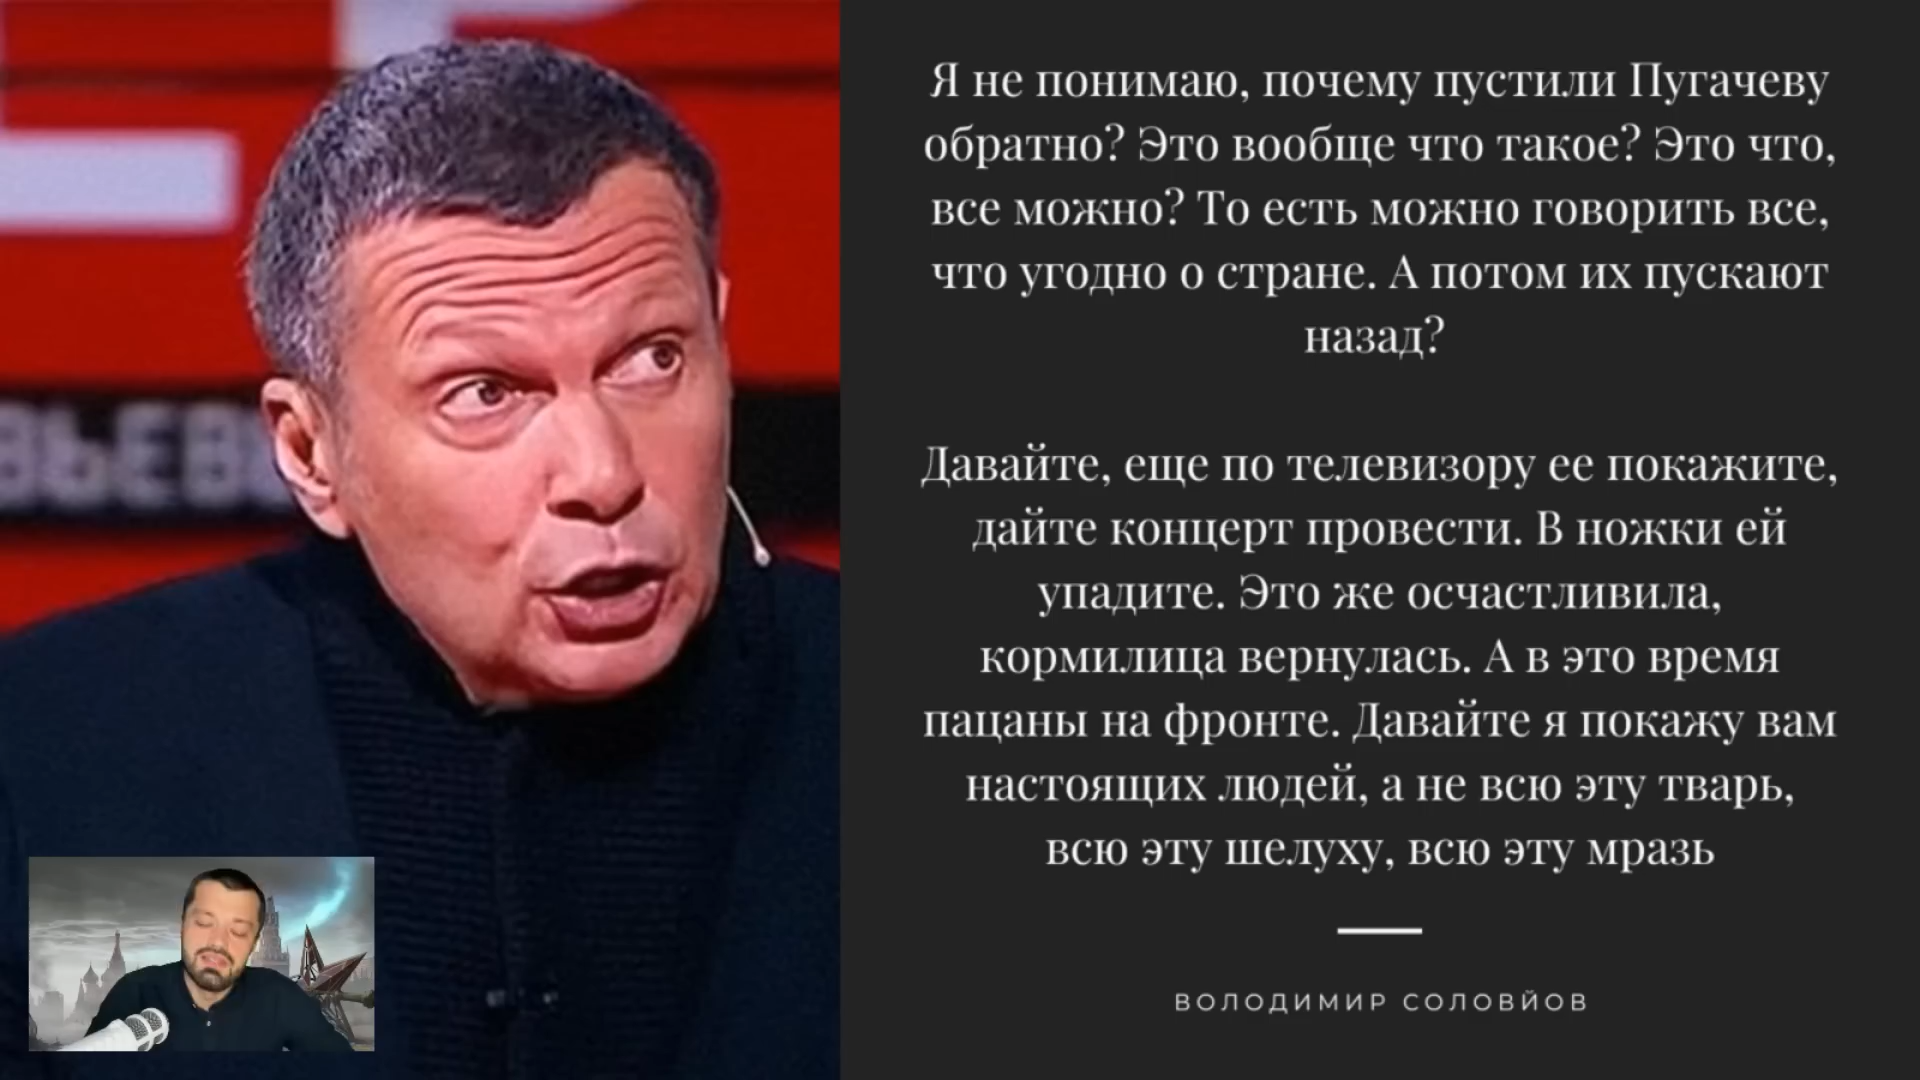 ВЬЕВ
Я не понимаю, почему пустили Пугачеву
обратно? Это вообще что такое? Это что,
все можно? То есть можно говорить все,
что угодно о стране. А потом их пускают
назад?
Давайте, еще по телевизору ее покажите,
дайте концерт провести. В ножки ей
упадите. Это же осчастливила,
кормилица вернулась. А в это время
пацаны на фронте. Давайте я покажу вам
настоящих людей, а не всю эту тварь,
всю эту шелуху, всю эту мразь
ВОЛОДИМИР СОЛОВЙОВ